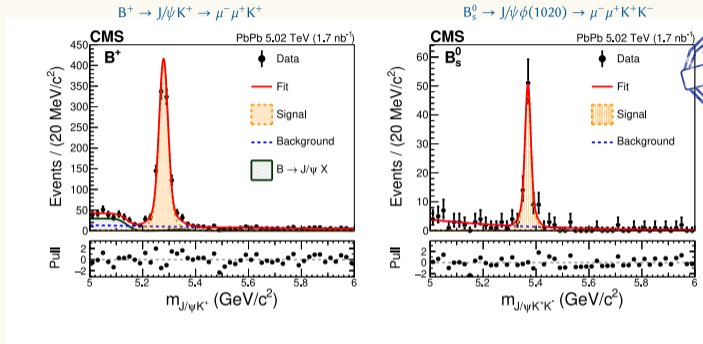 B⁺ → J/ψK⁺ → μ⁻μ⁺K⁺
CMS
PbPb 5.02 TeV (1.7 nb⁻¹)
B⁺
Data
Fit
Signal
Background
B → J/ψ X
Events / (20 MeV/c²)
450
400
350
300
250
200
150
100
50
0
Pull
2
0
−2
5
5.2
5.4
5.6
5.8
6
m_J/ψK⁺ (GeV/c²)
B⁰ₛ → J/ψϕ(1020) → μ⁻μ⁺K⁺K⁻
CMS
PbPb 5.02 TeV (1.7 nb⁻¹)
B⁰ₛ
Data
Fit
Signal
Background
Events / (20 MeV/c²)
60
50
40
30
20
10
0
Pull
2
0
−2
5
5.2
5.4
5.6
5.8
6
m_J/ψK⁺K⁻ (GeV/c²)